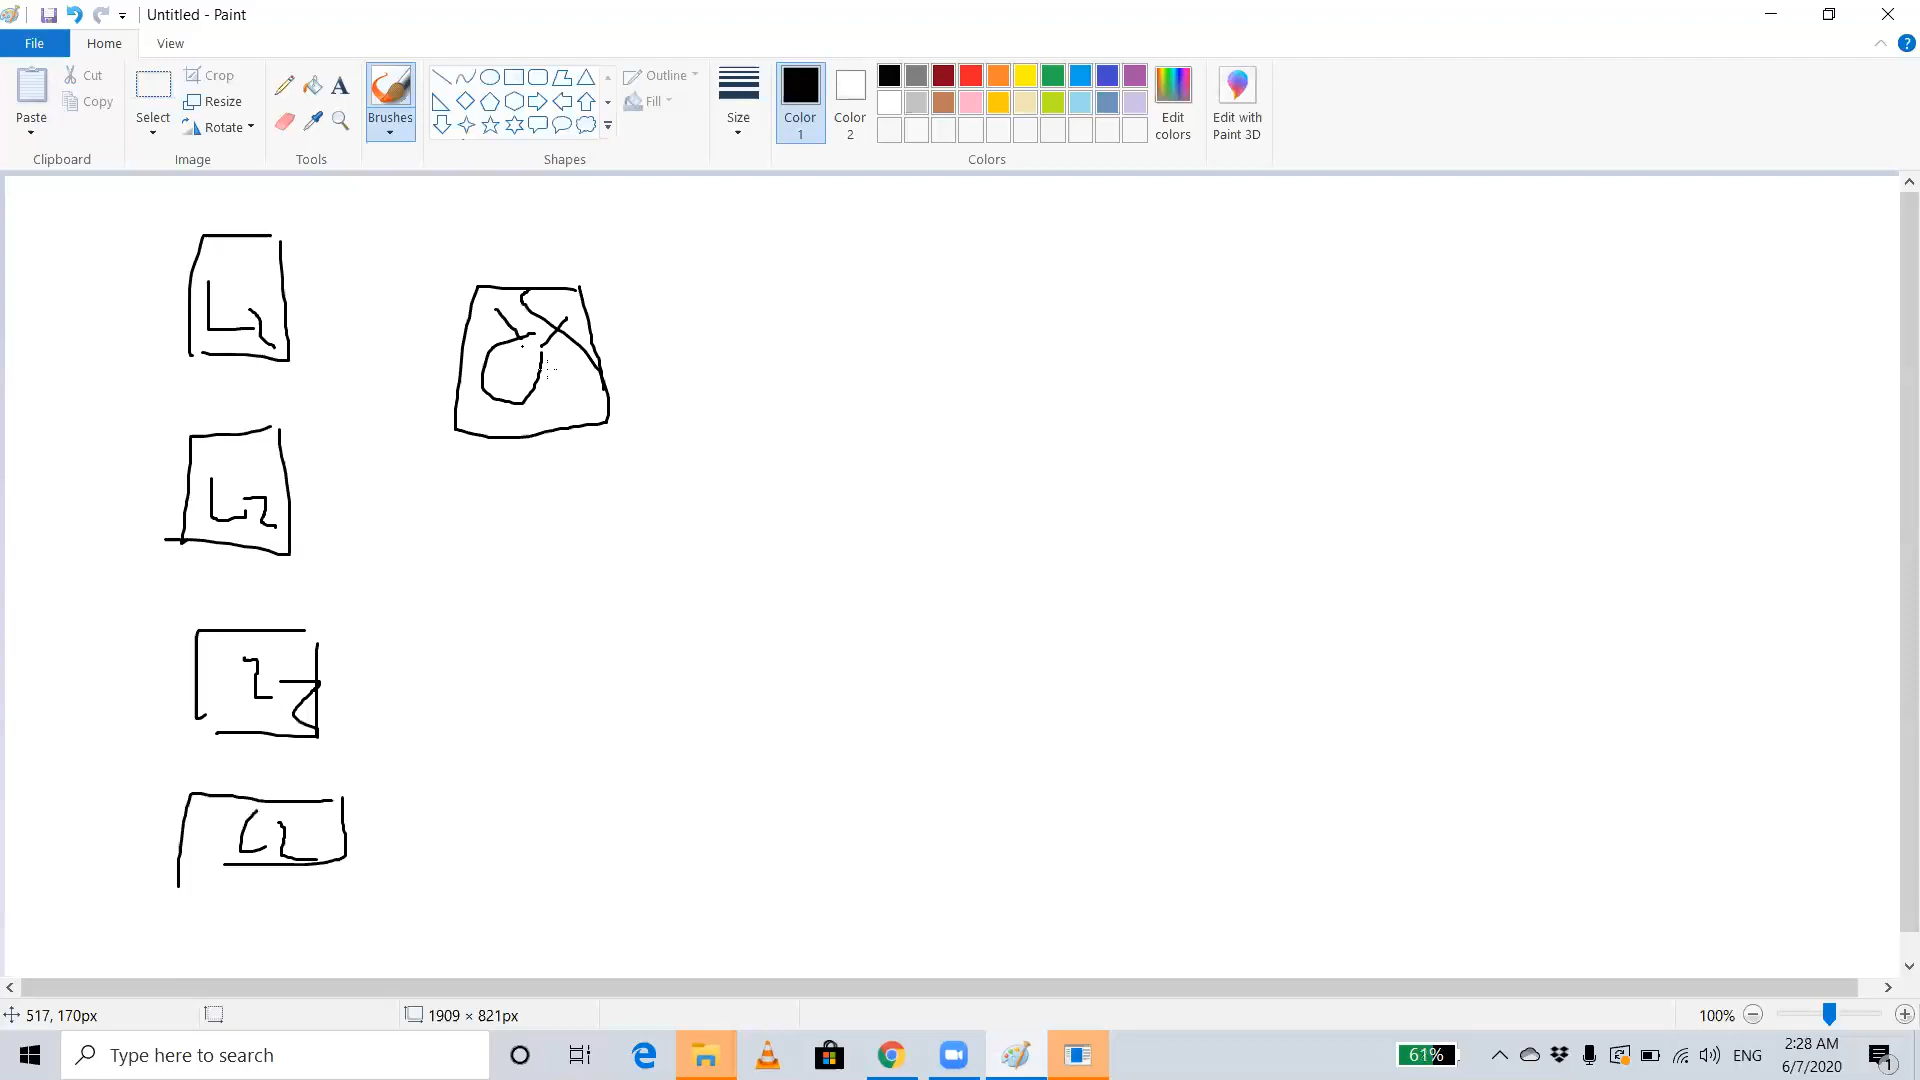 Untitled - Paint
File Home View
Cut
Copy
Paste
Clipboard
Crop
Resize
Rotate
Select
Image
Tools
Brushes
Outline
Fill
Shapes
Size
Color 1
Color 2
Edit colors
Colors
Edit with Paint 3D
L2
517, 170px
1909 × 821px
100%
Type here to search
61%
ENG
2:28 AM
6/7/2020
1